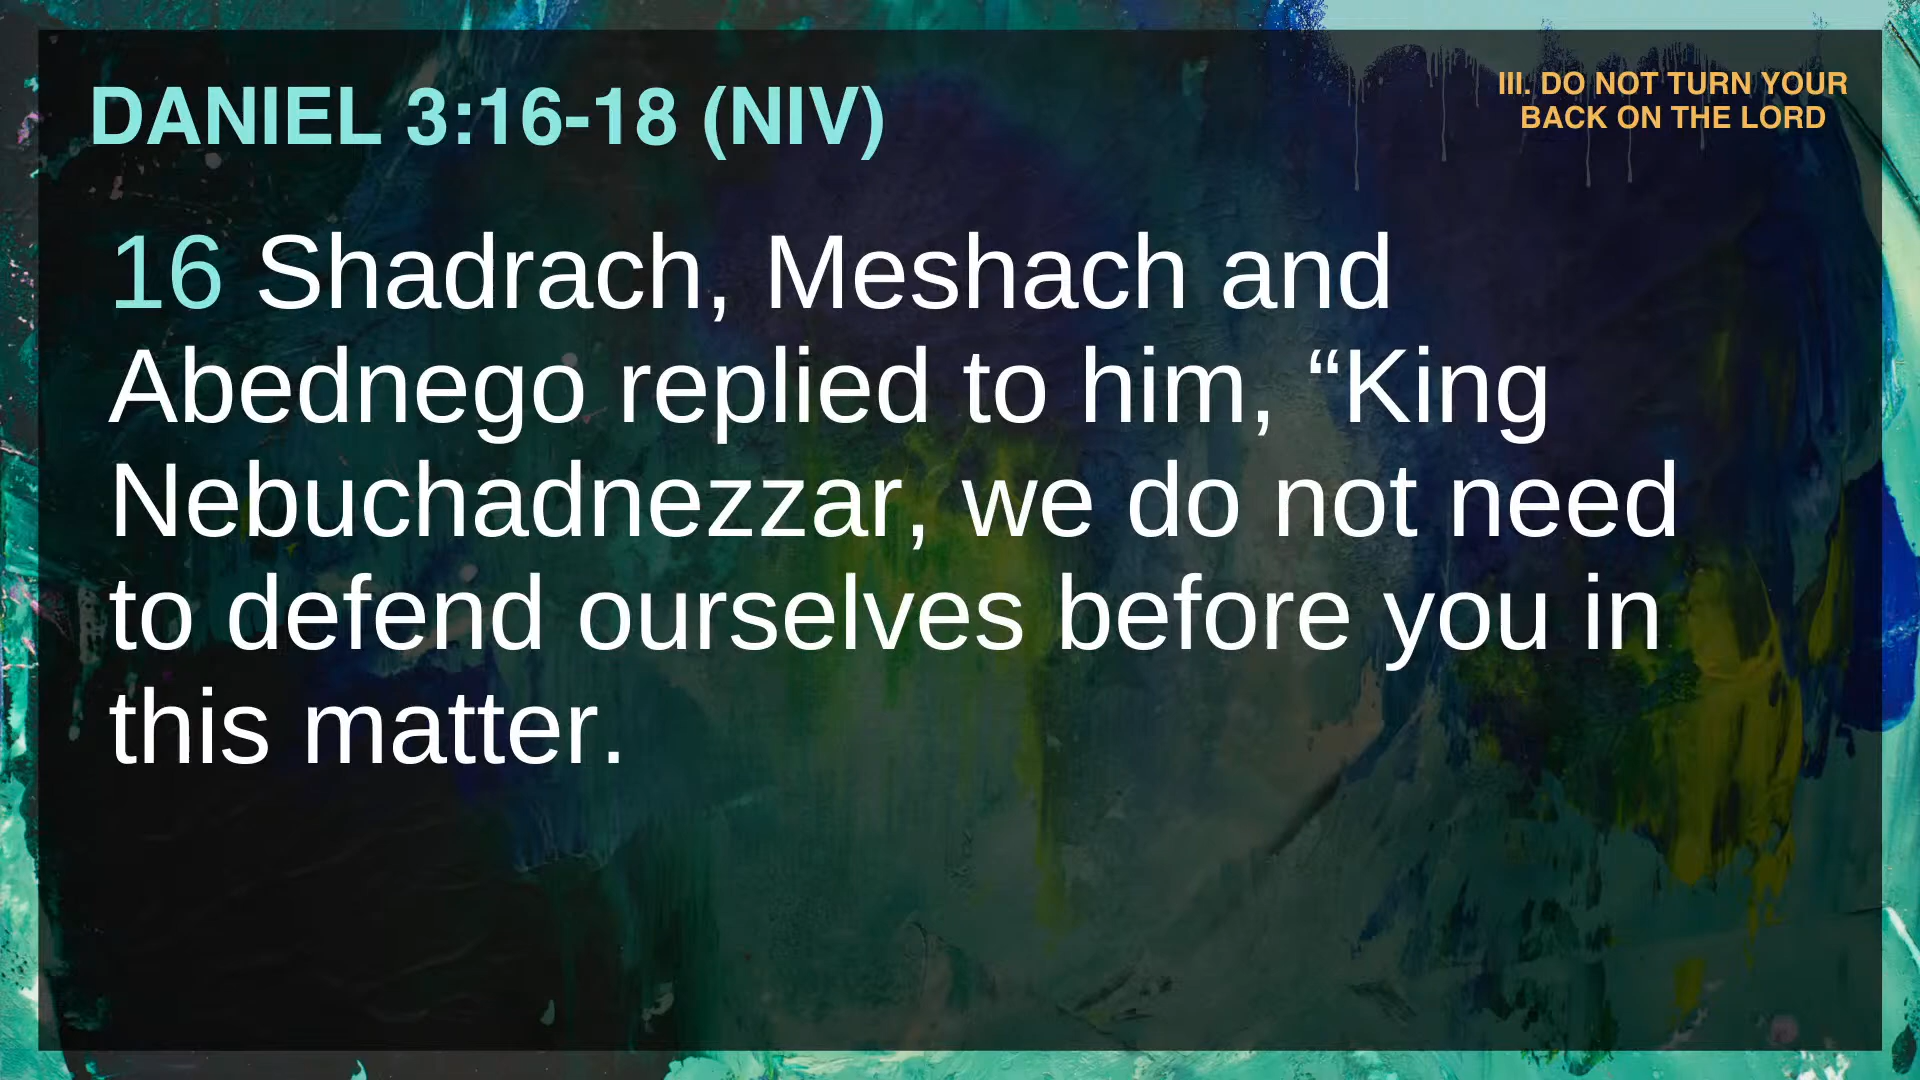 DANIEL 3:16-18 (NIV)
III. DO NOT TURN YOUR
BACK ON THE LORD
16 Shadrach, Meshach and
Abednego replied to him, “King
Nebuchadnezzar, we do not need
to defend ourselves before you in
this matter.